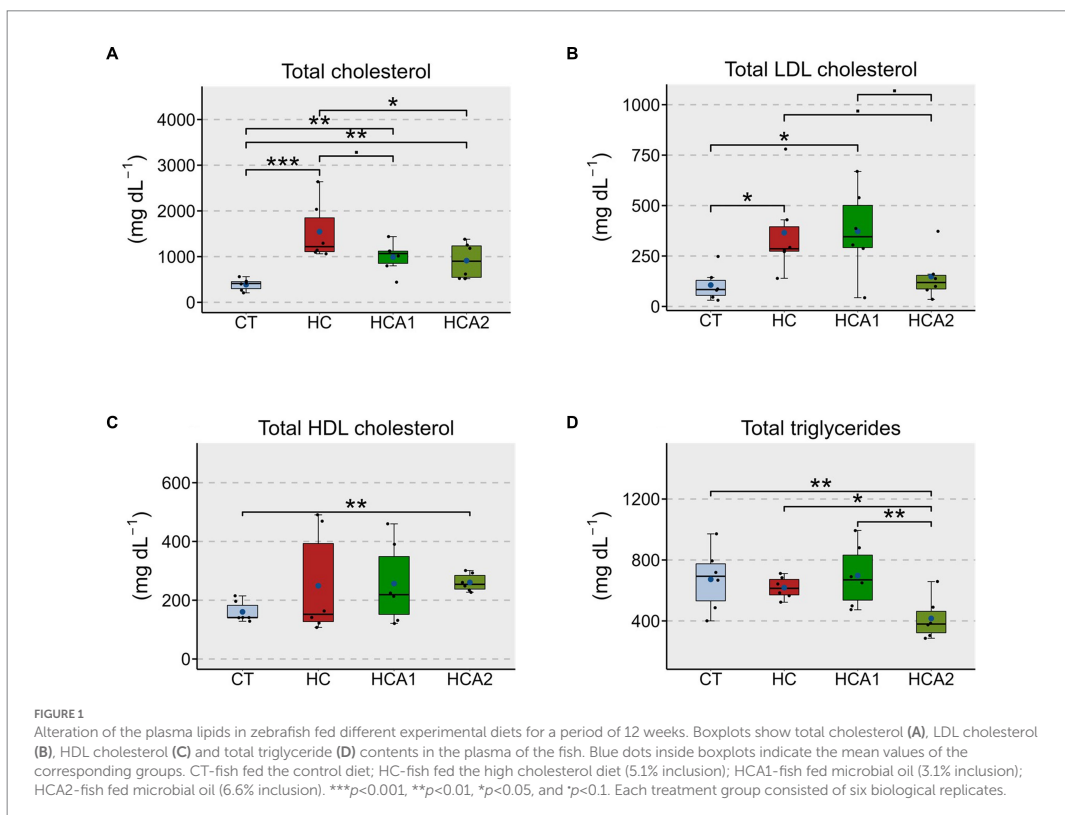 A
Total cholesterol
***
**
**
*
▪
(mg dL⁻¹)
4000
3000
2000
1000
0
CT HC HCA1 HCA2
B
Total LDL cholesterol
*
*
▪
▪
(mg dL⁻¹)
1000
750
500
250
0
CT HC HCA1 HCA2
C
Total HDL cholesterol
**
(mg dL⁻¹)
600
400
200
0
CT HC HCA1 HCA2
D
Total triglycerides
**
*
**
(mg dL⁻¹)
1200
800
400
CT HC HCA1 HCA2
FIGURE 1
Alteration of the plasma lipids in zebrafish fed different experimental diets for a period of 12 weeks. Boxplots show total cholesterol (A), LDL cholesterol
(B), HDL cholesterol (C) and total triglyceride (D) contents in the plasma of the fish. Blue dots inside boxplots indicate the mean values of the
corresponding groups. CT-fish fed the control diet; HC-fish fed the high cholesterol diet (5.1% inclusion); HCA1-fish fed microbial oil (3.1% inclusion);
HCA2-fish fed microbial oil (6.6% inclusion). ***p<0.001, **p<0.01, *p<0.05, and ▪p<0.1. Each treatment group consisted of six biological replicates.